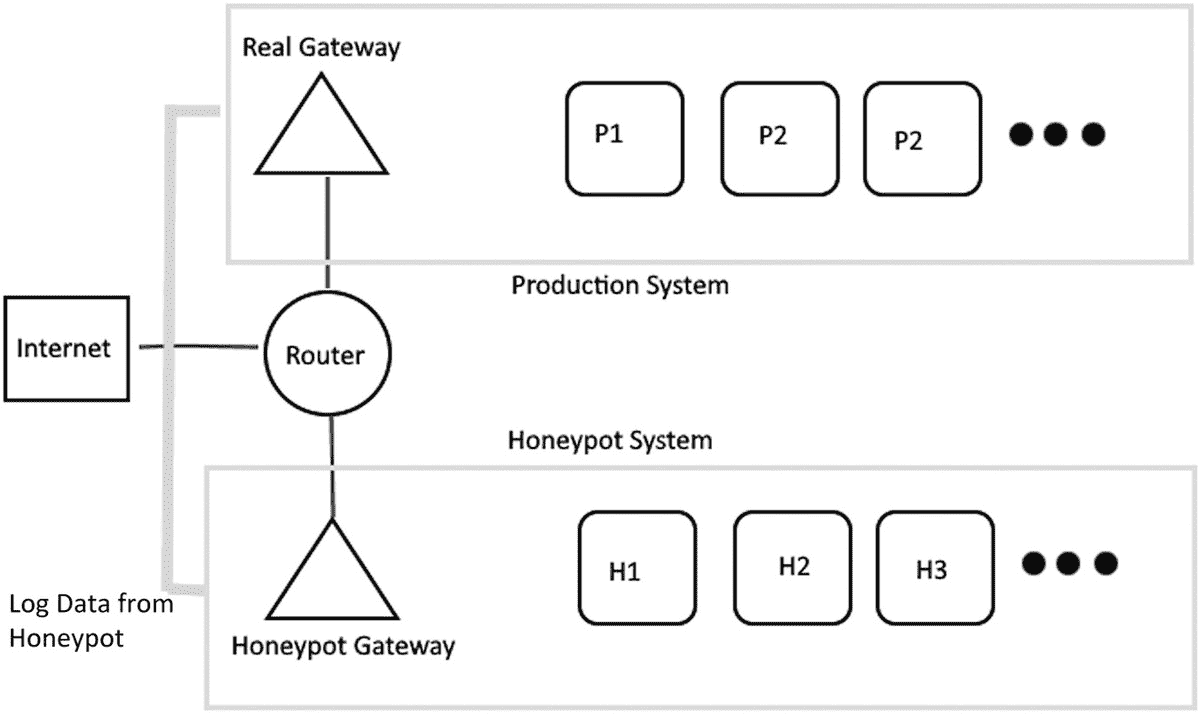 Real Gateway
P1
P2
P2
Production System
Internet
Router
Honeypot System
H1
H2
H3
Log Data from
Honeypot
Honeypot Gateway